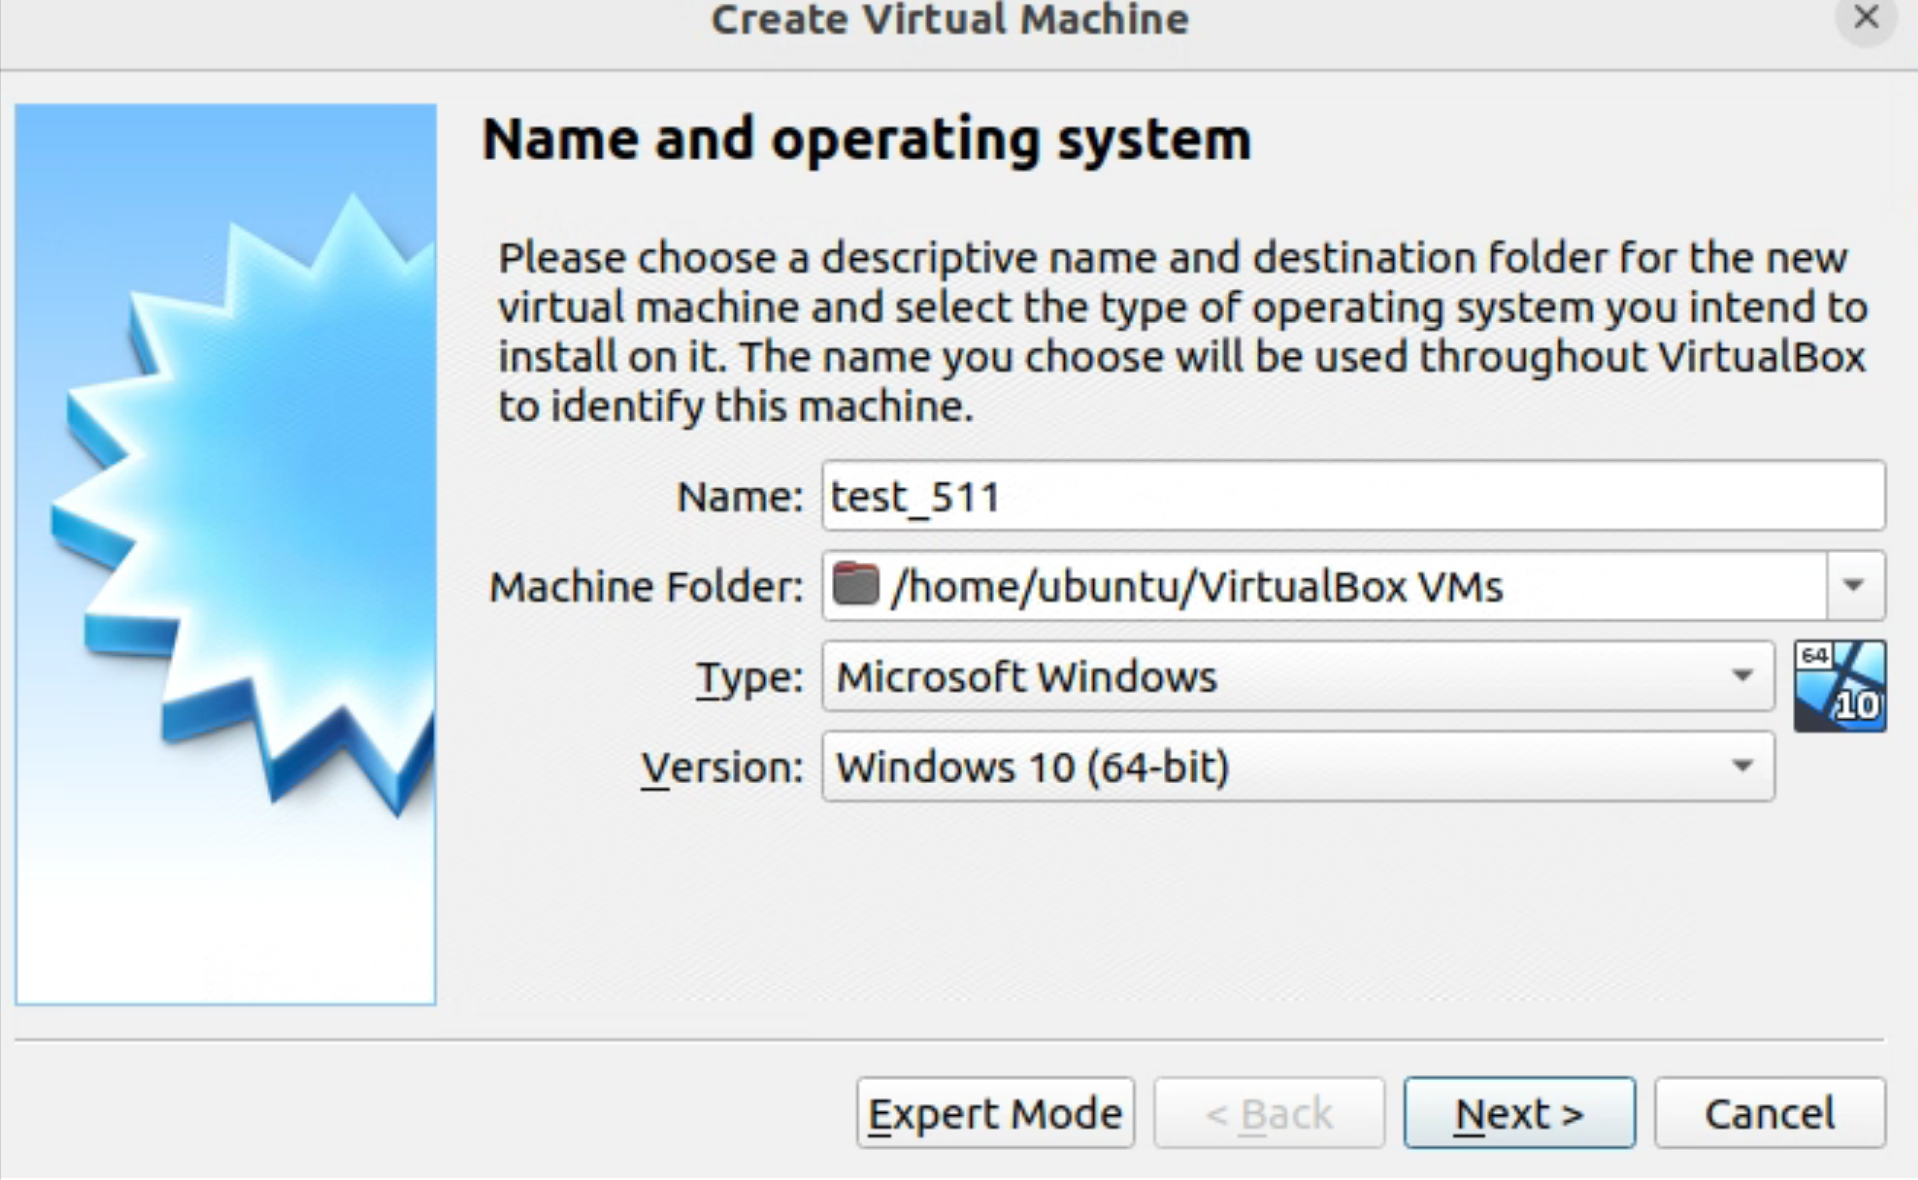 Create Virtual Machine
Name and operating system
Please choose a descriptive name and destination folder for the new
virtual machine and select the type of operating system you intend to
install on it. The name you choose will be used throughout VirtualBox
to identify this machine.
Name: test_511
Machine Folder: /home/ubuntu/VirtualBox VMs
Type: Microsoft Windows
64
10
Version: Windows 10 (64-bit)
Expert Mode < Back Next > Cancel